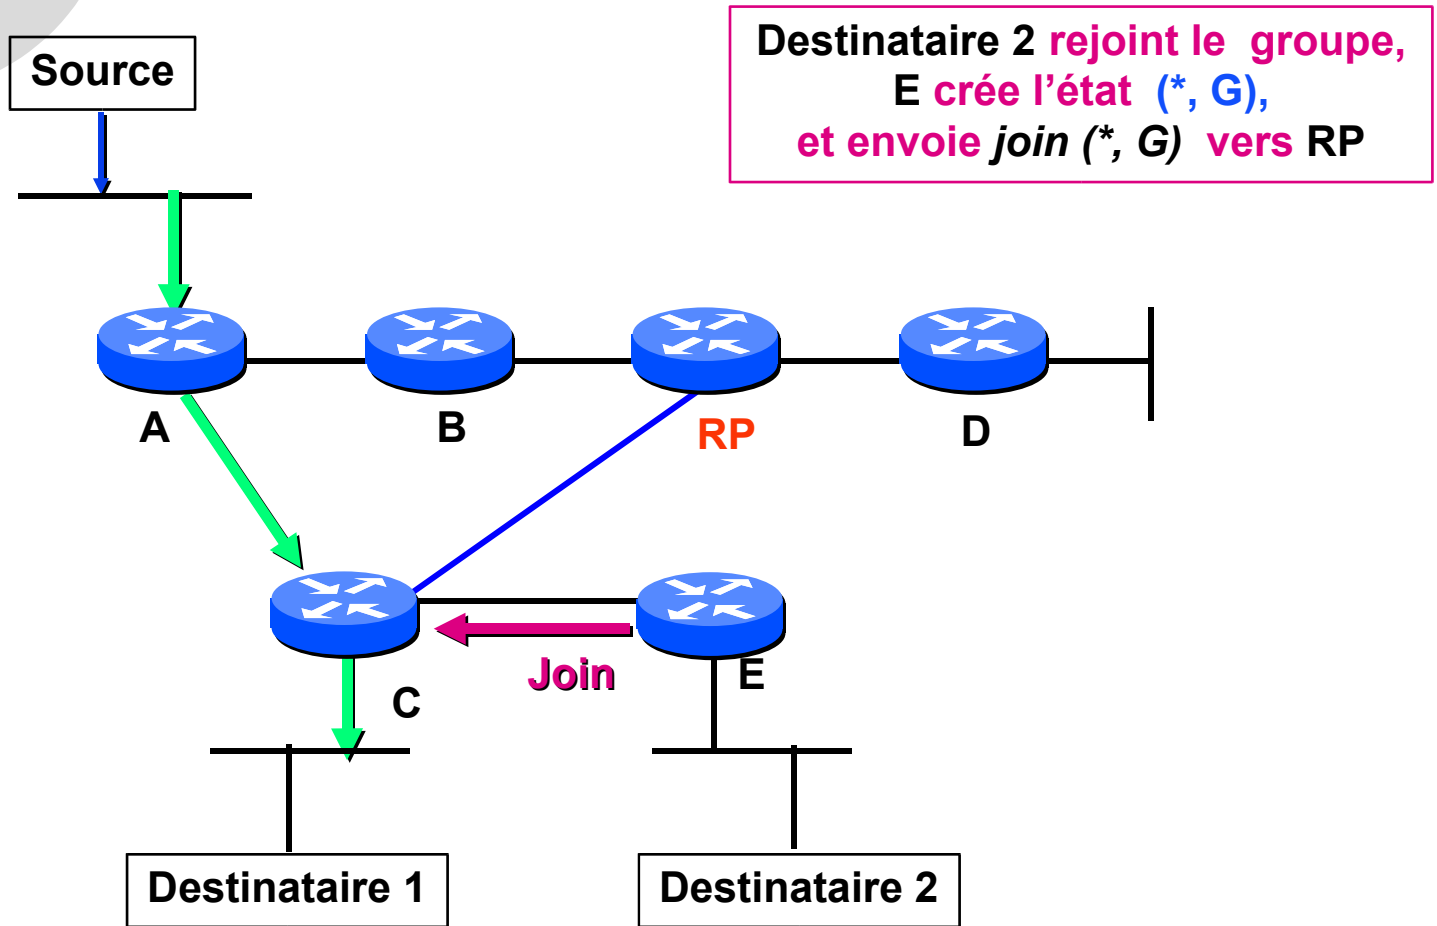 Source
Destinataire 2 rejoint le groupe,
E crée l’état (*, G),
et envoie join (*, G) vers RP
A
B
RP
D
Join
E
C
Destinataire 1
Destinataire 2